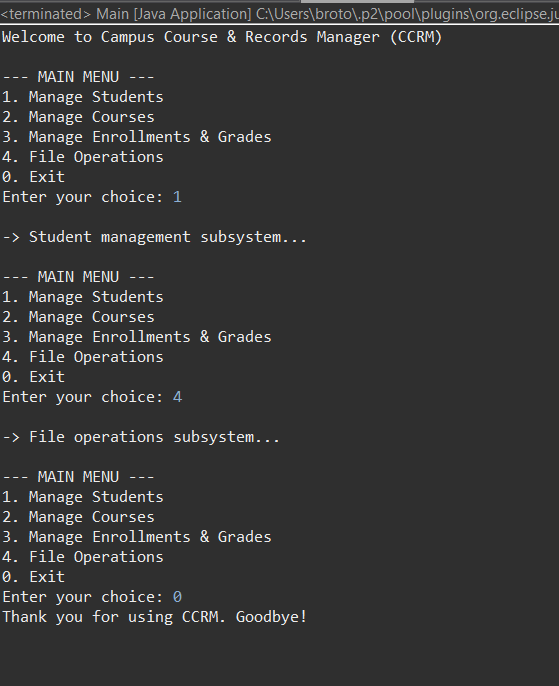 <terminated> Main [Java Application] C:\Users\broto\.p2\pool\plugins\org.eclipse.ju
Welcome to Campus Course & Records Manager (CCRM)
--- MAIN MENU ---
1. Manage Students
2. Manage Courses
3. Manage Enrollments & Grades
4. File Operations
0. Exit
Enter your choice: 1
-> Student management subsystem...
--- MAIN MENU ---
1. Manage Students
2. Manage Courses
3. Manage Enrollments & Grades
4. File Operations
0. Exit
Enter your choice: 4
-> File operations subsystem...
--- MAIN MENU ---
1. Manage Students
2. Manage Courses
3. Manage Enrollments & Grades
4. File Operations
0. Exit
Enter your choice: 0
Thank you for using CCRM. Goodbye!